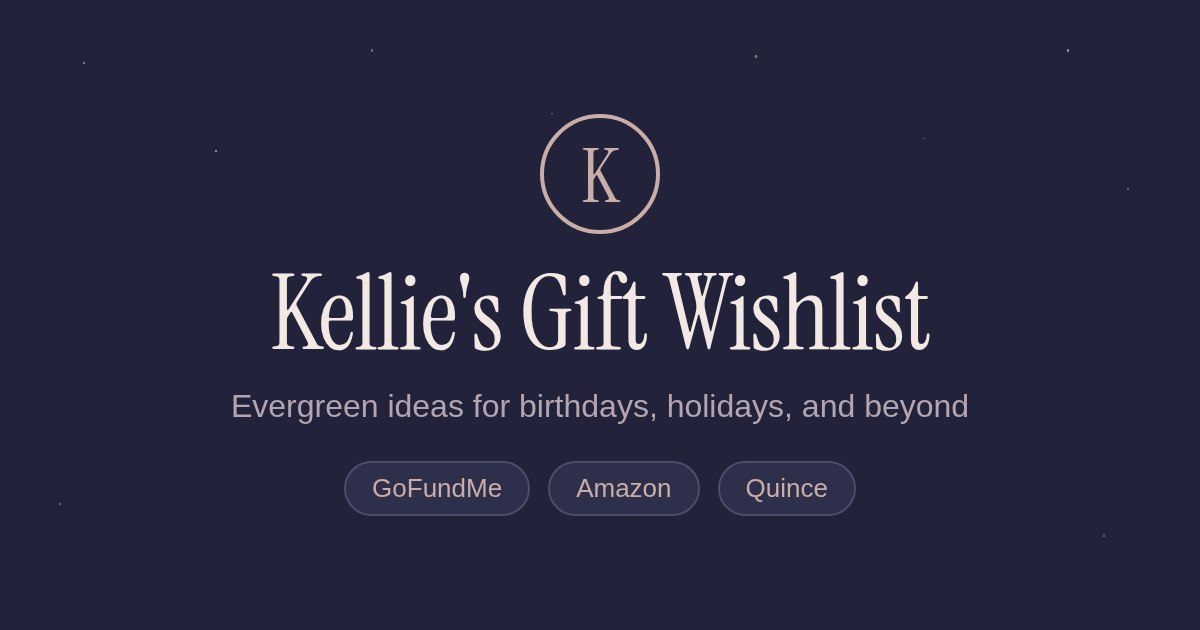 K
Kellie's Gift Wishlist
Evergreen ideas for birthdays, holidays, and beyond
GoFundMe Amazon Quince